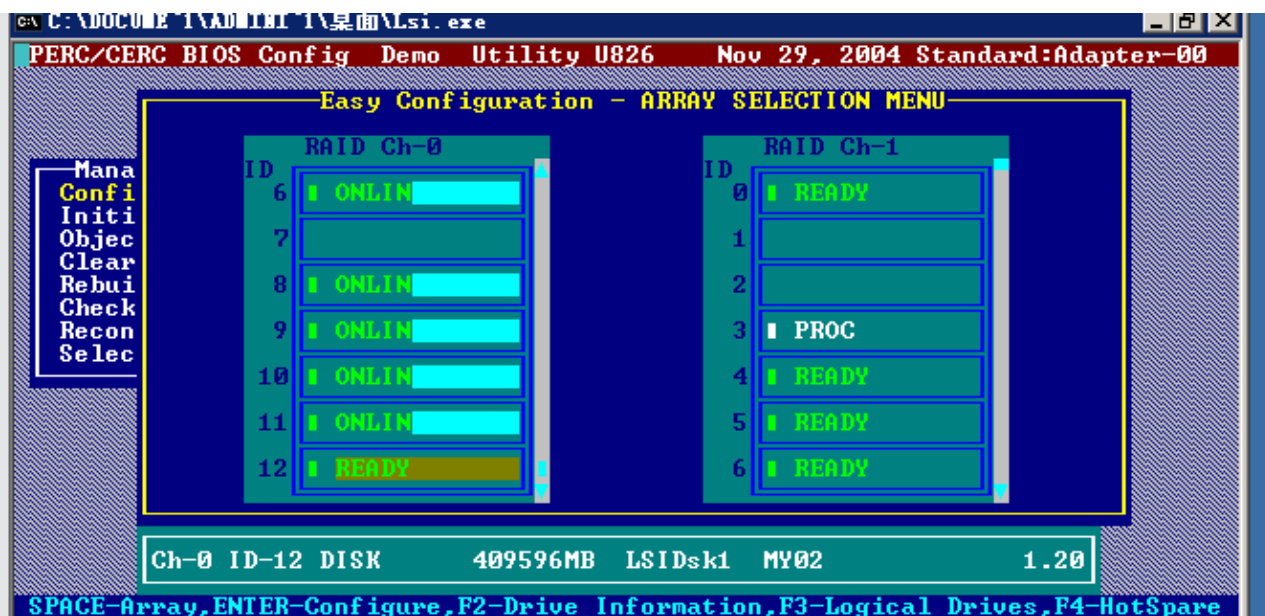 C:\DOCUME~1\ADMINI~1\桌面\Lsi.exe
PERC/CERC BIOS Config Demo Utility U826 Nov 29, 2004 Standard:Adapter-00
Easy Configuration - ARRAY SELECTION MENU
RAID Ch-0
ID
6 ONLIN
7
8 ONLIN
9 ONLIN
10 ONLIN
11 ONLIN
12 READY
RAID Ch-1
ID
0 READY
1
2
3 PROC
4 READY
5 READY
6 READY
Mana
Confi
Initi
Objec
Clear
Rebui
Check
Recon
Selec
Ch-0 ID-12 DISK 409596MB LSIDsk1 MY02 1.20
SPACE-Array,ENTER-Configure,F2-Drive Information,F3-Logical Drives,F4-HotSpare